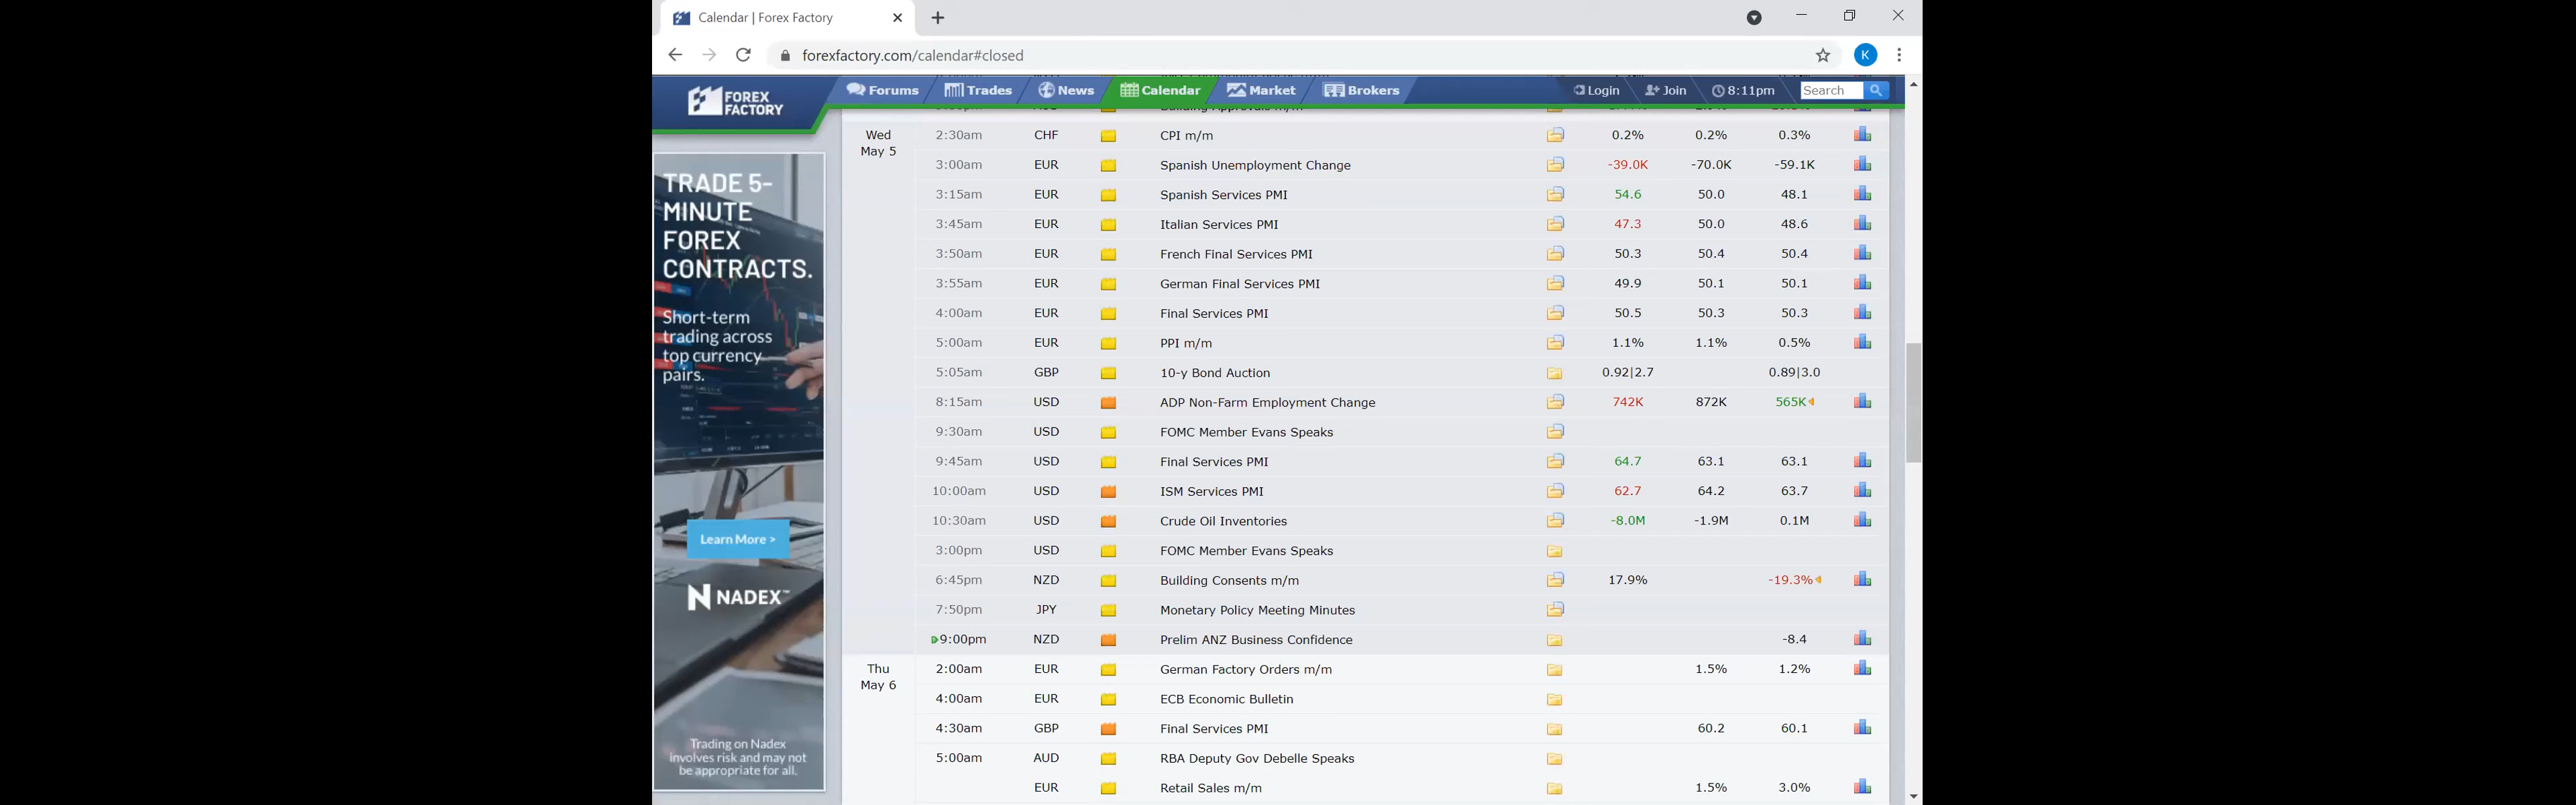 Calendar | Forex Factory
forexfactory.com/calendar#closed
K
FOREX
FACTORY
Forums Trades News Calendar Market Brokers Login Join 8:11pm Search
TRADE 5-
MINUTE
FOREX
CONTRACTS.
Short-term
trading across
top currency
pairs.
Learn More >
NADEX
Trading on Nadex
involves risk and may not
be appropriate for all.
Building Approvals m/m
Wed
May 5
2:30am CHF CPI m/m 0.2% 0.2% 0.3%
3:00am EUR Spanish Unemployment Change -39.0K -70.0K -59.1K
3:15am EUR Spanish Services PMI 54.6 50.0 48.1
3:45am EUR Italian Services PMI 47.3 50.0 48.6
3:50am EUR French Final Services PMI 50.3 50.4 50.4
3:55am EUR German Final Services PMI 49.9 50.1 50.1
4:00am EUR Final Services PMI 50.5 50.3 50.3
5:00am EUR PPI m/m 1.1% 1.1% 0.5%
5:05am GBP 10-y Bond Auction 0.92|2.7 0.89|3.0
8:15am USD ADP Non-Farm Employment Change 742K 872K 565K
9:30am USD FOMC Member Evans Speaks
9:45am USD Final Services PMI 64.7 63.1 63.1
10:00am USD ISM Services PMI 62.7 64.2 63.7
10:30am USD Crude Oil Inventories -8.0M -1.9M 0.1M
3:00pm USD FOMC Member Evans Speaks
6:45pm NZD Building Consents m/m 17.9% -19.3%
7:50pm JPY Monetary Policy Meeting Minutes
9:00pm NZD Prelim ANZ Business Confidence -8.4
Thu
May 6
2:00am EUR German Factory Orders m/m 1.5% 1.2%
4:00am EUR ECB Economic Bulletin
4:30am GBP Final Services PMI 60.2 60.1
5:00am AUD RBA Deputy Gov Debelle Speaks
EUR Retail Sales m/m 1.5% 3.0%